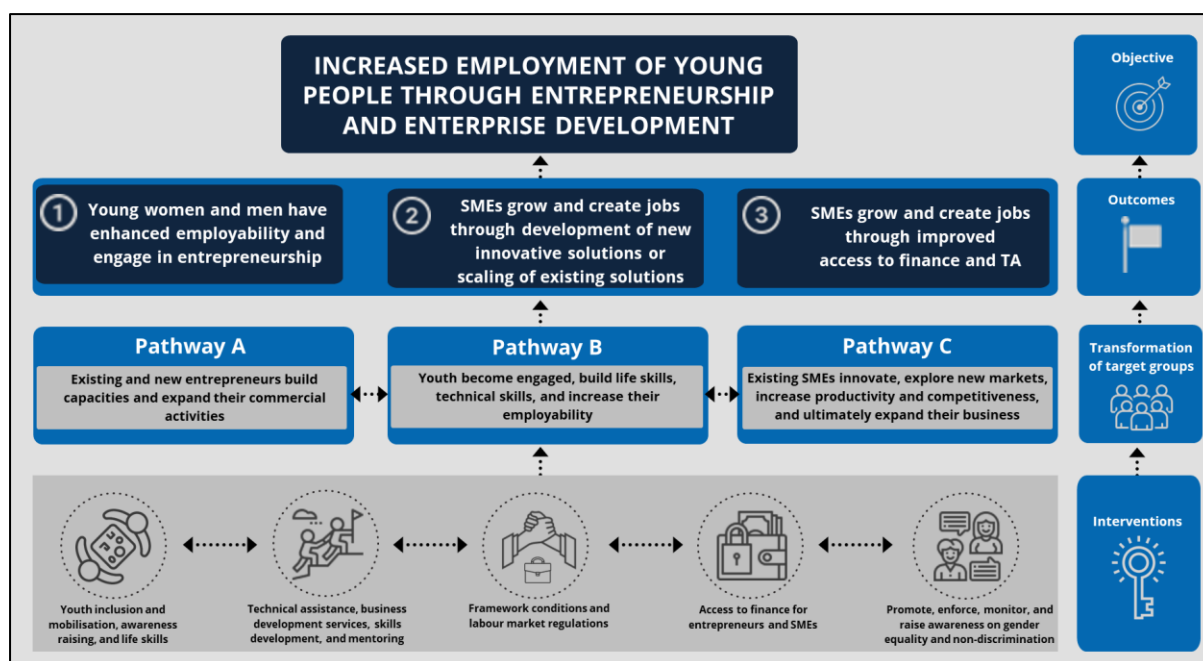 INCREASED EMPLOYMENT OF YOUNG
PEOPLE THROUGH ENTREPRENEURSHIP
AND ENTERPRISE DEVELOPMENT
Objective
1
Young women and men have
enhanced employability and
engage in entrepreneurship
2
SMEs grow and create jobs
through development of new
innovative solutions or
scaling of existing solutions
3
SMEs grow and create jobs
through improved
access to finance and TA
Outcomes
Pathway A
Existing and new entrepreneurs build
capacities and expand their commercial
activities
Pathway B
Youth become engaged, build life skills,
technical skills, and increase their
employability
Pathway C
Existing SMEs innovate, explore new markets,
increase productivity and competitiveness,
and ultimately expand their business
Transformation
of target groups
Youth inclusion and
mobilisation, awareness
raising, and life skills
Technical assistance, business
development services, skills
development, and mentoring
Framework conditions and
labour market regulations
Access to finance for
entrepreneurs and SMEs
Promote, enforce, monitor, and
raise awareness on gender
equality and non-discrimination
Interventions